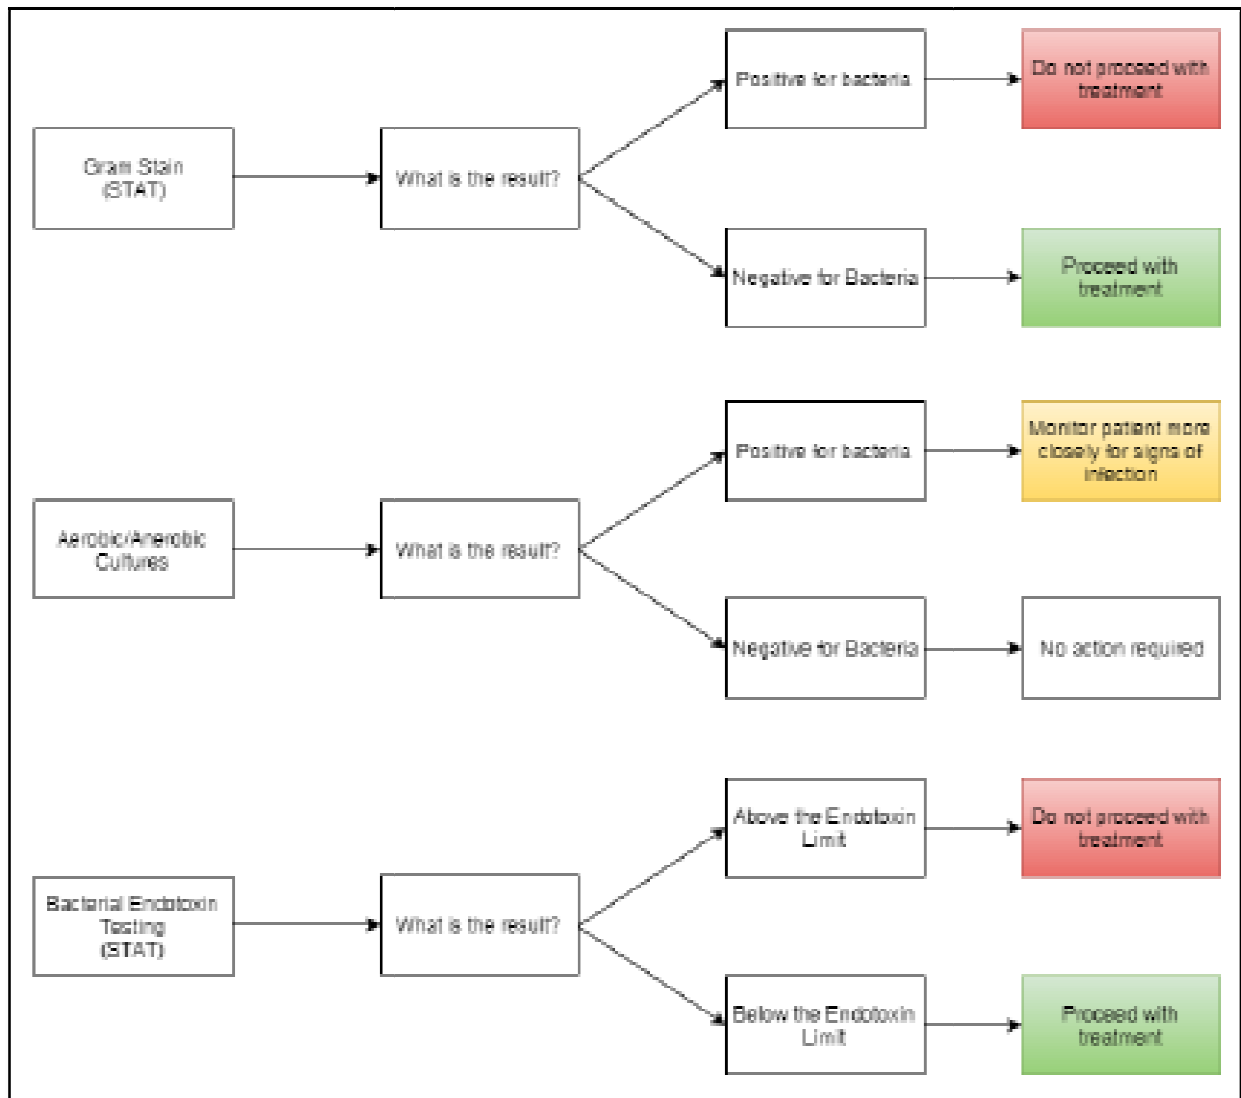 Positive for bacteria
Do not proceed with
treatment
Gram Stain
(STAT)
What is the result?
Negative for Bacteria
Proceed with
treatment
Positive for bacteria
Monitor patient more
closely for signs of
infection
Aerobic/Anerobic
Cultures
What is the result?
Negative for Bacteria
No action required
Above the Endotoxin
Limit
Do not proceed with
treatment
Bacterial Endotoxin
Testing
(STAT)
What is the result?
Below the Endotoxin
Limit
Proceed with
treatment